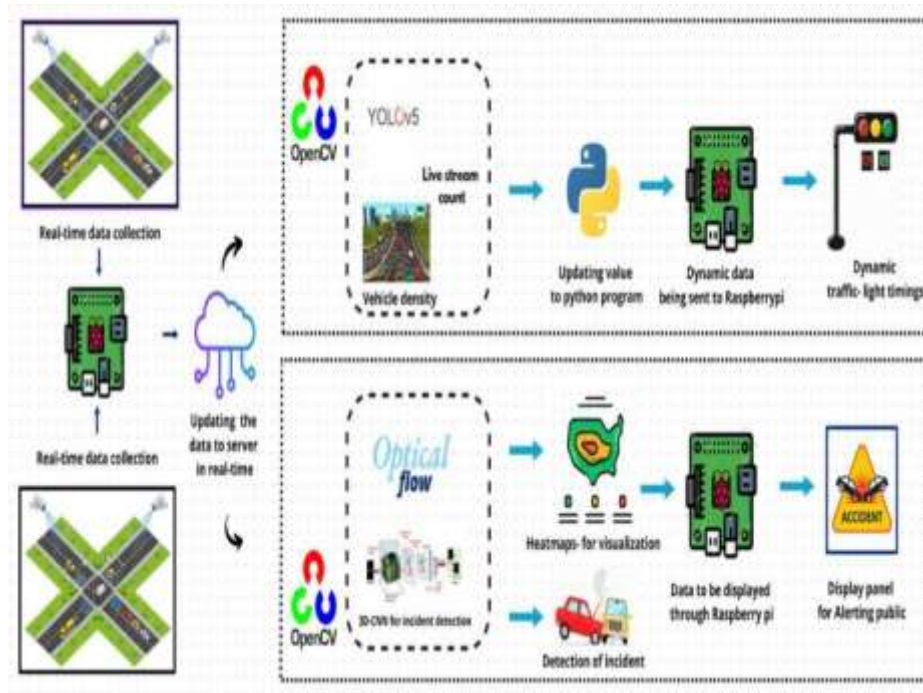 Real-time data collection
Real-time data collection
Updating the
data to server
in real-time
OpenCV
YOLOv5
Live stream
count
Vehicle density
Updating value
to python program
Dynamic data
being sent to Raspberrypi
Dynamic
traffic- light timings
OpenCV
Optical
flow
3D-CNN for incident detection
Heatmaps- for visualization
Detection of incident
Data to be displayed
through Raspberry pi
ACCIDENT
Display panel
for Alerting public